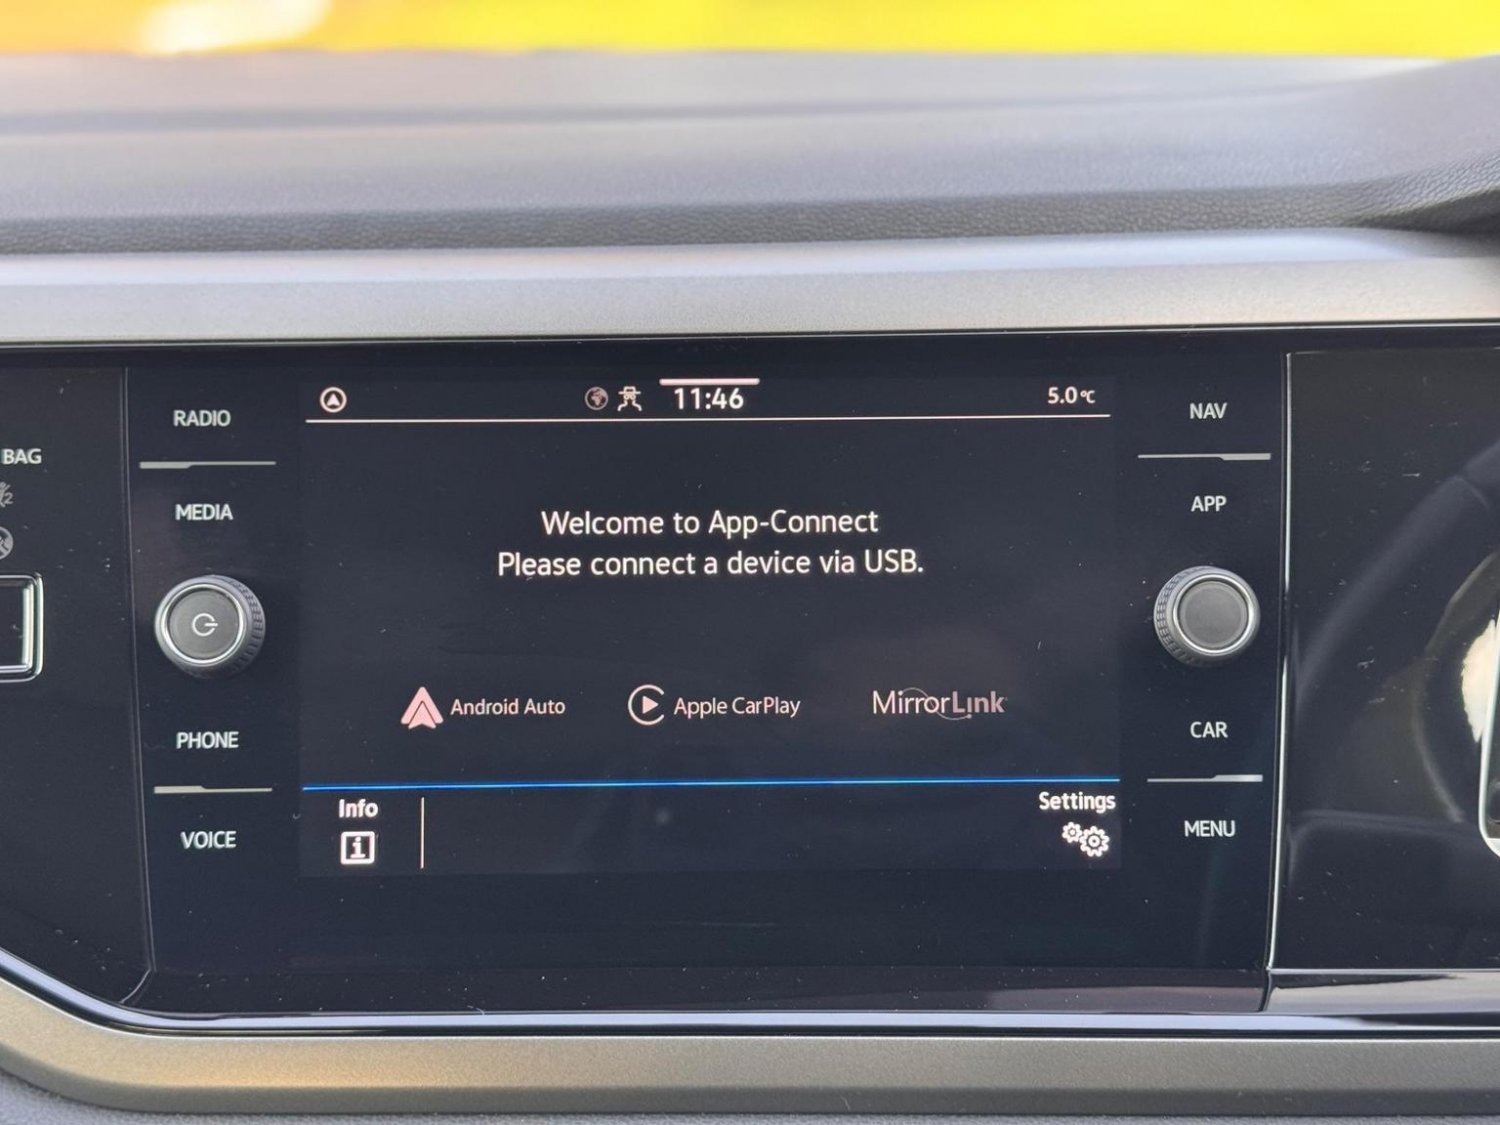 11:46
5.0℃
RADIO
MEDIA
PHONE
VOICE
BAG
2
Welcome to App-Connect
Please connect a device via USB.
Android Auto
Apple CarPlay
MirrorLink
Info
i
Settings
NAV
APP
CAR
MENU